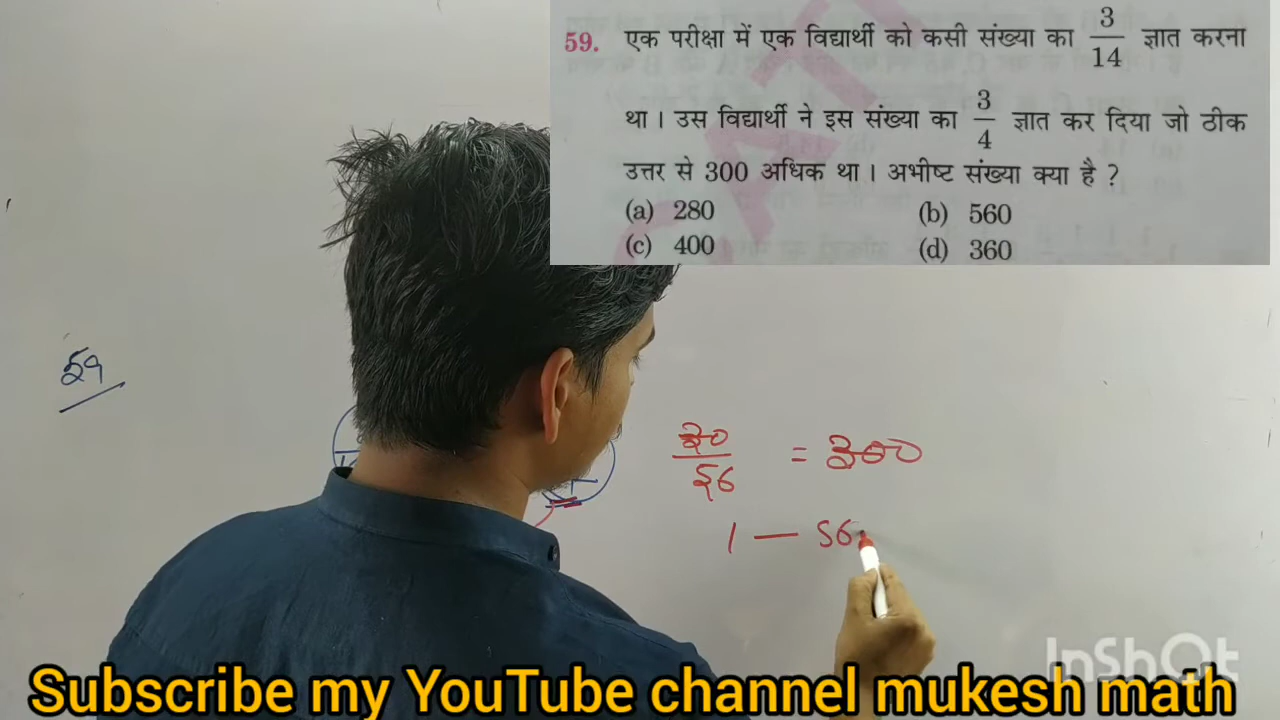 59. एक परीक्षा में एक विद्यार्थी को कसी संख्या का 3/14 ज्ञात करना
था। उस विद्यार्थी ने इस संख्या का 3/4 ज्ञात कर दिया जो ठीक
उत्तर से 300 अधिक था। अभीष्ट संख्या क्या है ?
(a) 280 (b) 560
(c) 400 (d) 360
59
30/56 = 300
1 — 56
InShOt
Subscribe my YouTube channel mukesh math